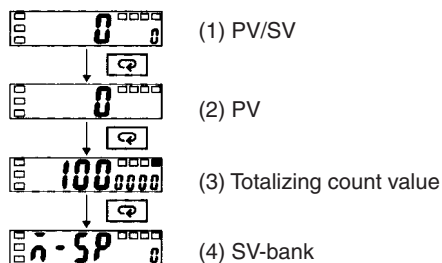 0 0
(1) PV/SV
0
(2) PV
100 0000
(3) Totalizing count value
n̄-SP 0
(4) SV-bank